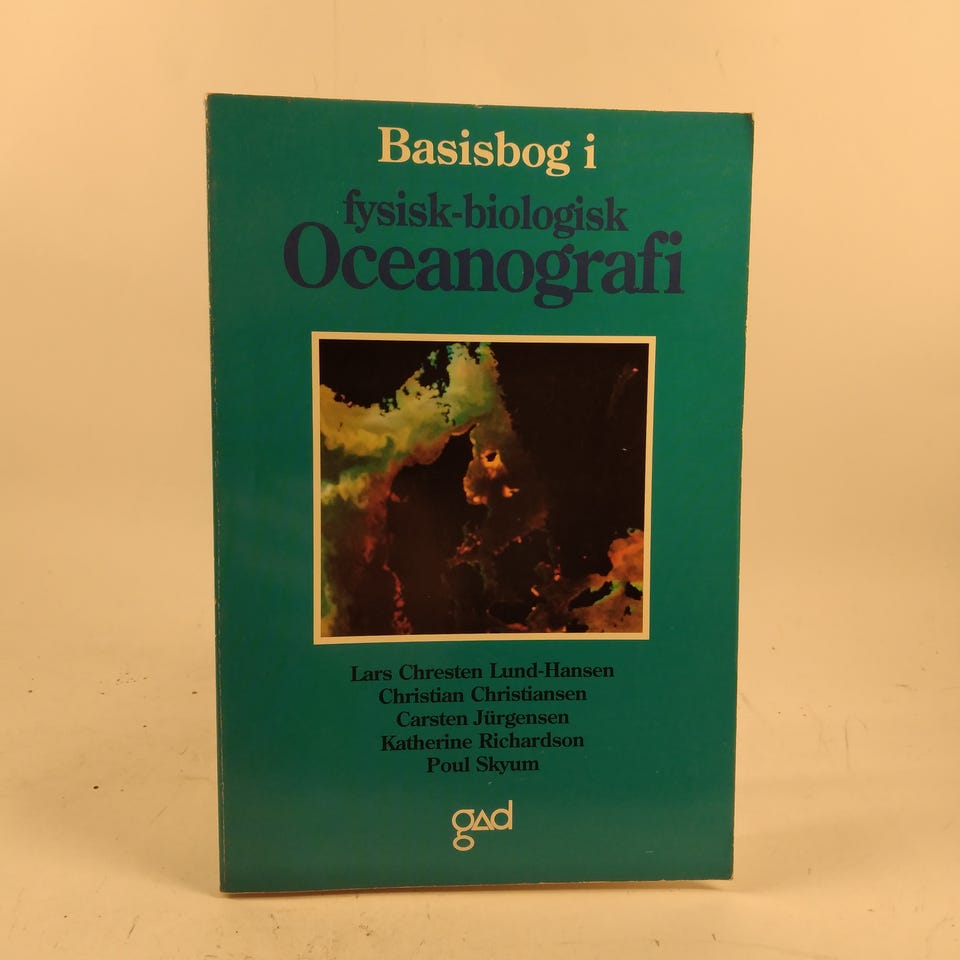 Basisbog i
fysisk-biologisk
Oceanografi
Lars Chresten Lund-Hansen
Christian Christiansen
Carsten Jürgensen
Katherine Richardson
Poul Skyum
gad